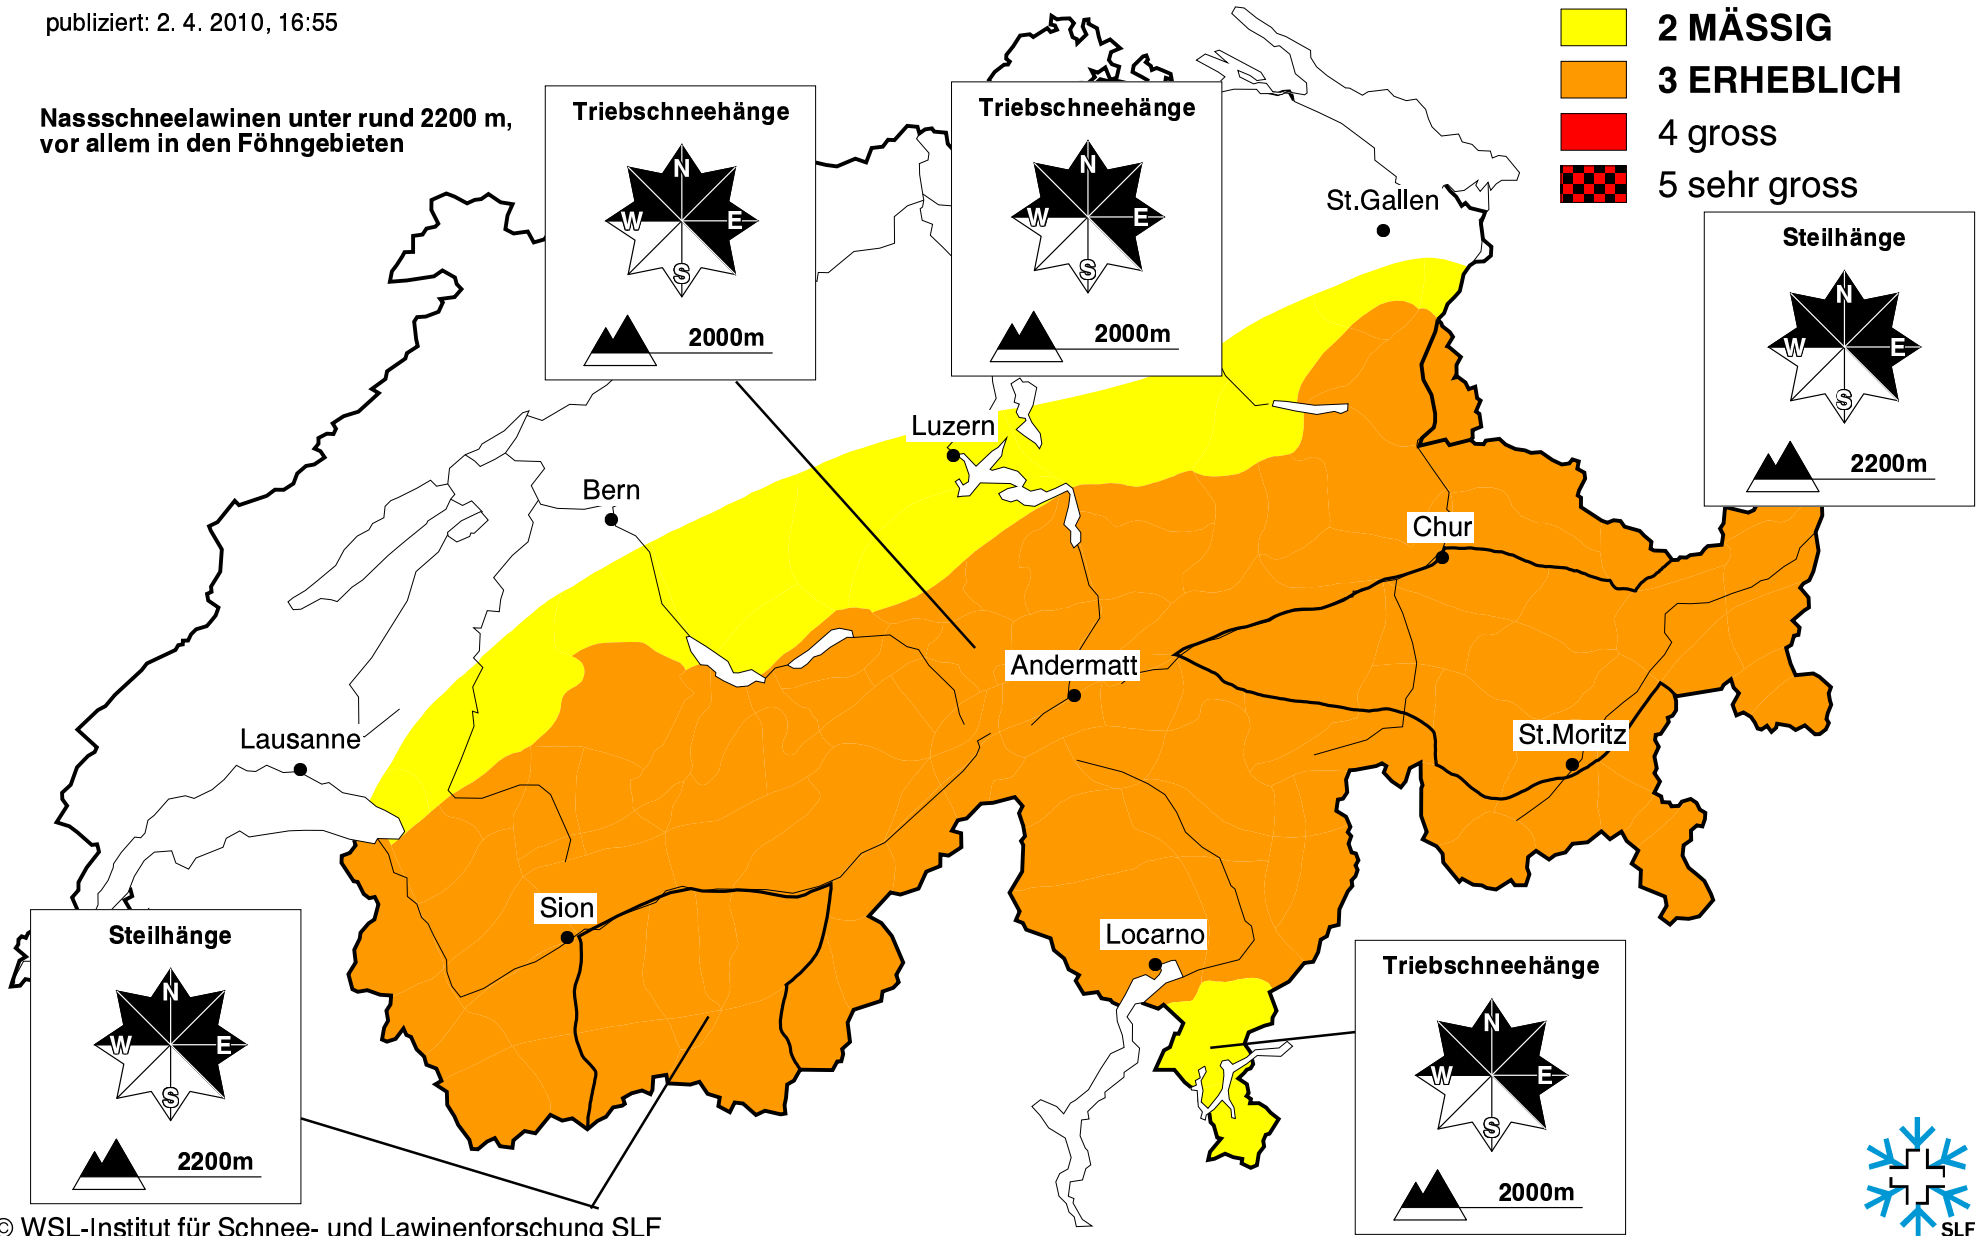 publiziert: 2. 4. 2010, 16:55
2 MÄSSIG
3 ERHEBLICH
4 gross
5 sehr gross
Nassschneelawinen unter rund 2200 m,
vor allem in den Föhngebieten
Triebschneehänge
N
W E
S
2000m
Triebschneehänge
N
W E
S
2000m
St.Gallen
Steilhänge
N
W E
S
2200m
Luzern
Bern
Chur
Andermatt
St.Moritz
Lausanne
Sion
Locarno
Steilhänge
N
W E
S
2200m
Triebschneehänge
N
W E
S
2000m
© WSL-Institut für Schnee- und Lawinenforschung SLF
SLF